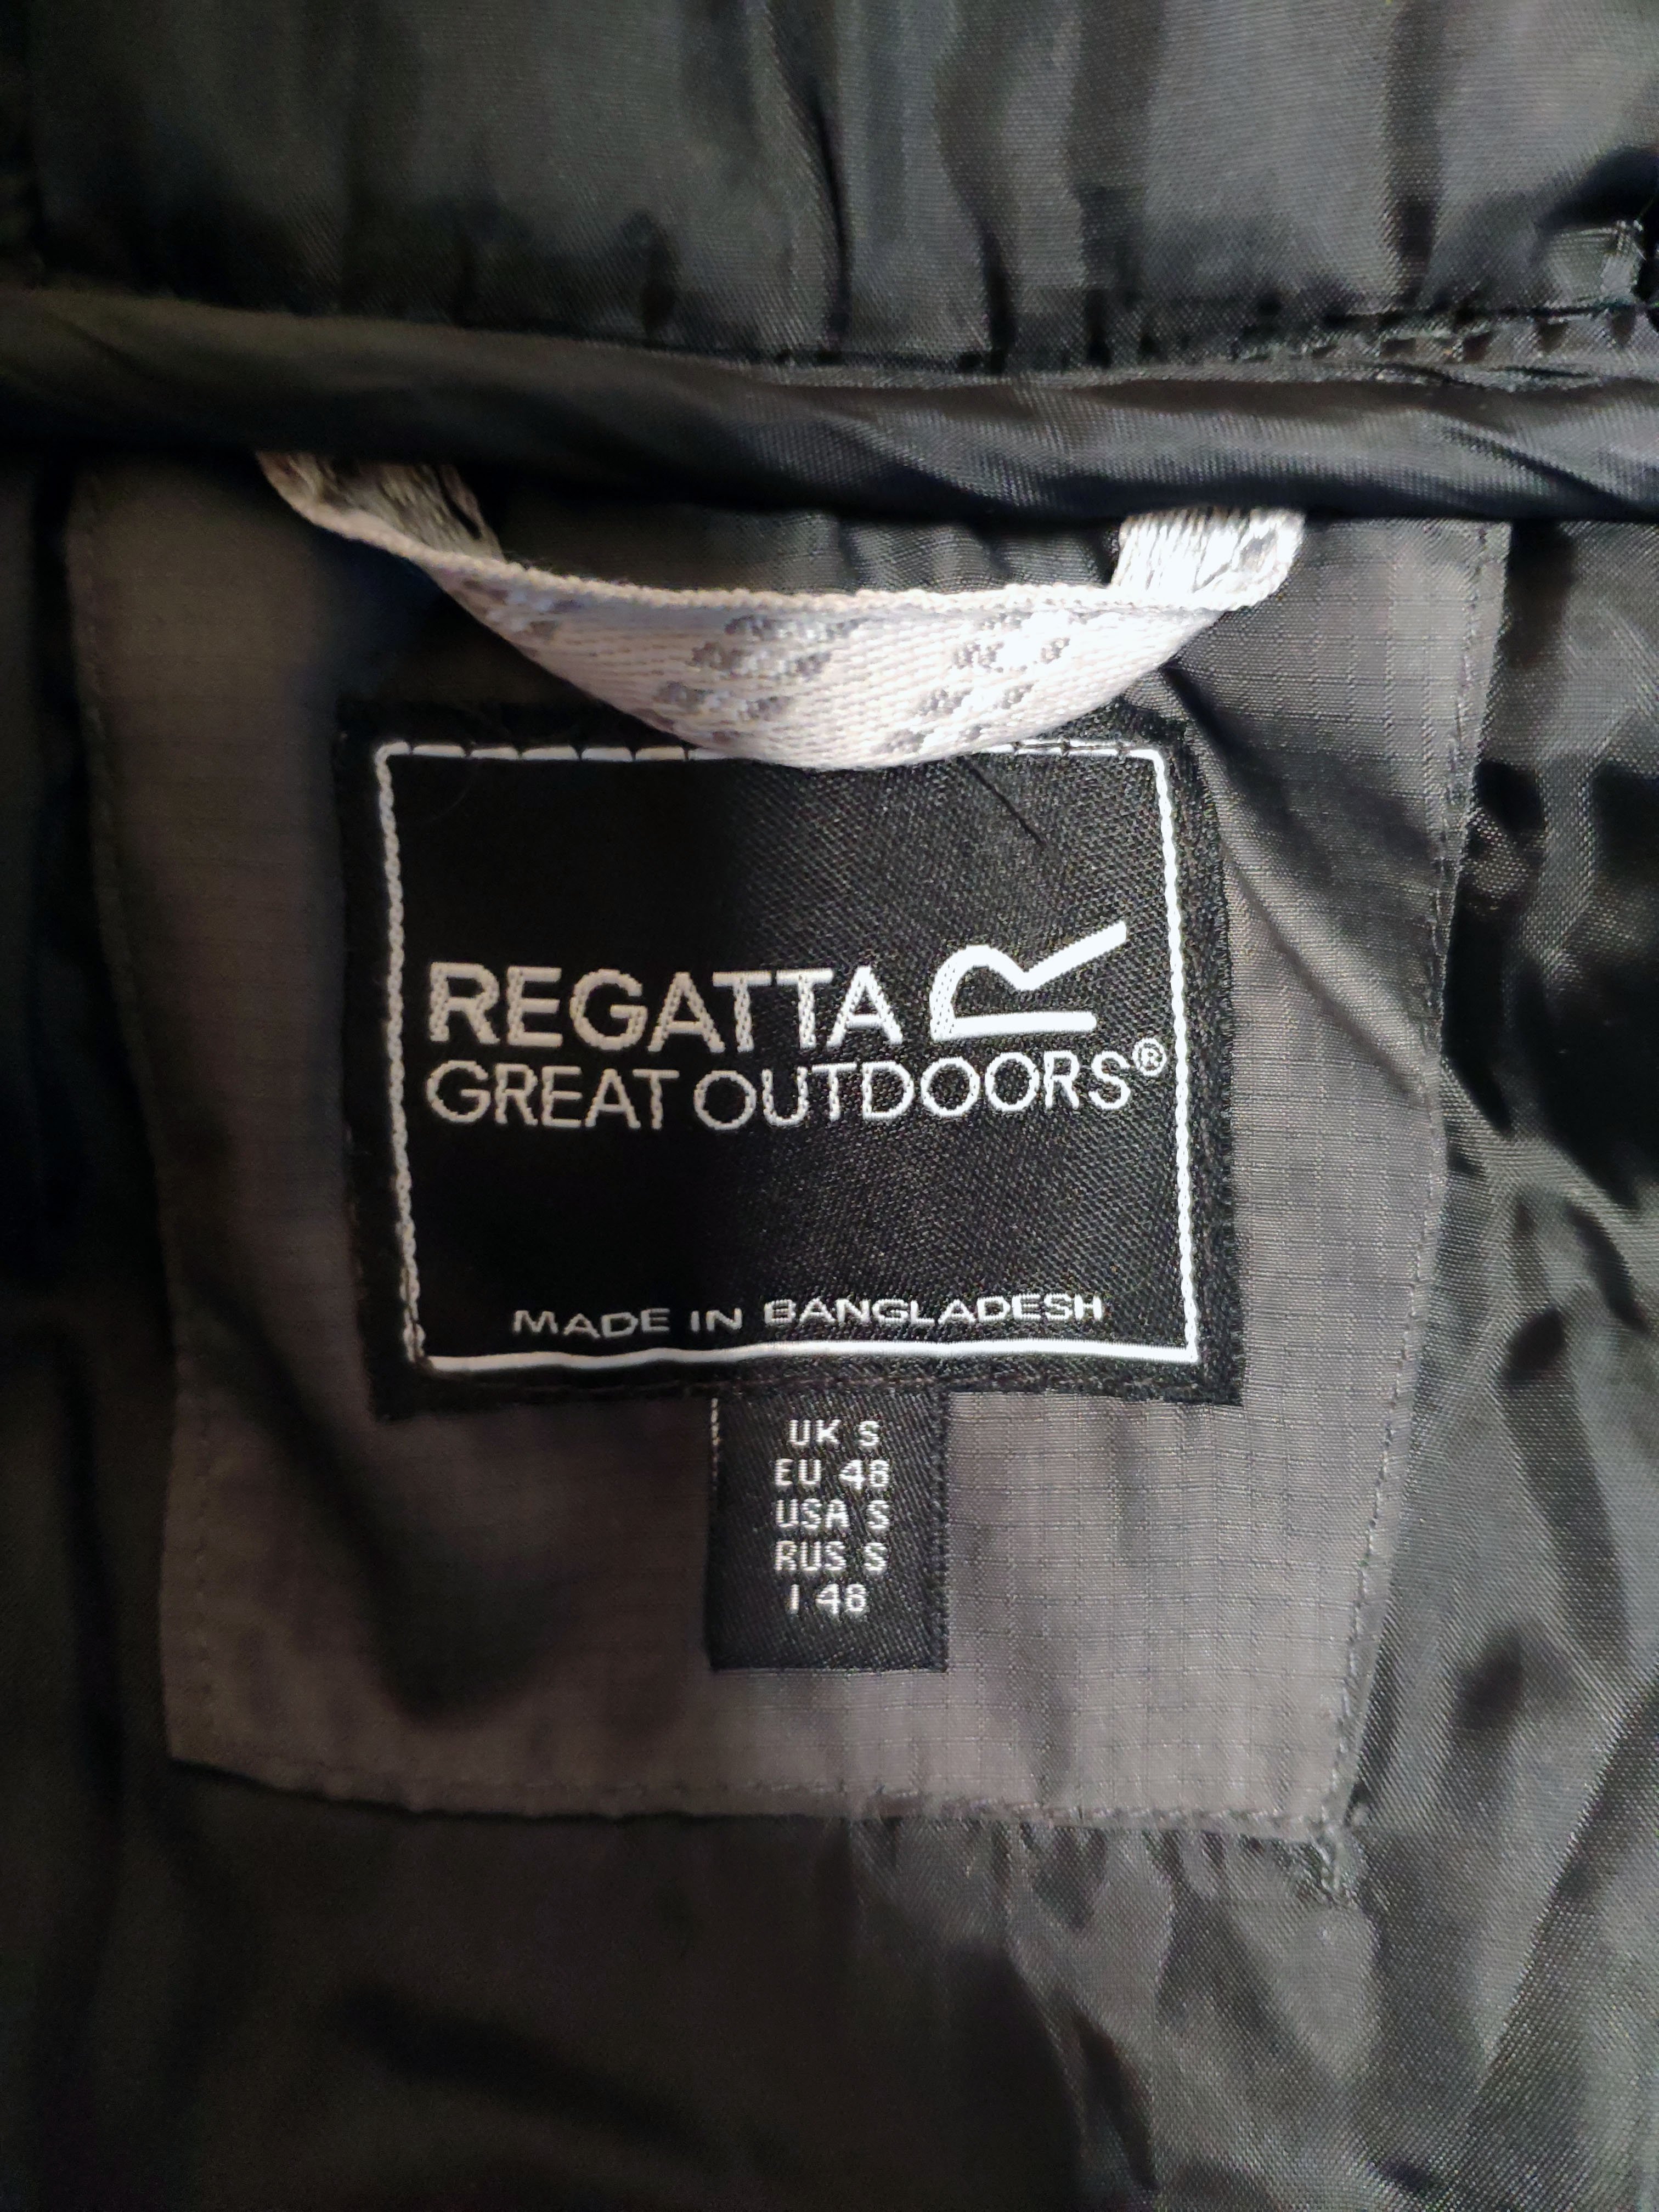 REGATTA R
GREAT OUTDOORS®
MADE IN BANGLADESH
UK S
EU 48
USA S
RUS S
I 48